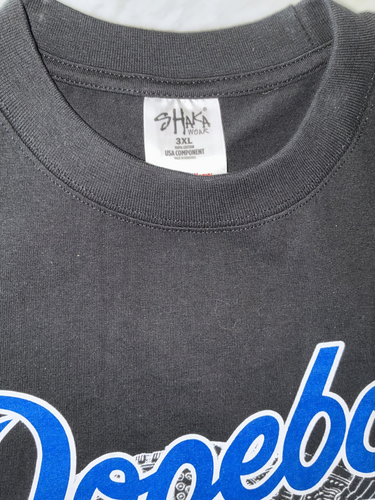 SHAKA
WEAR
3XL
100% COTTON
USA COMPONENT
Dopebo